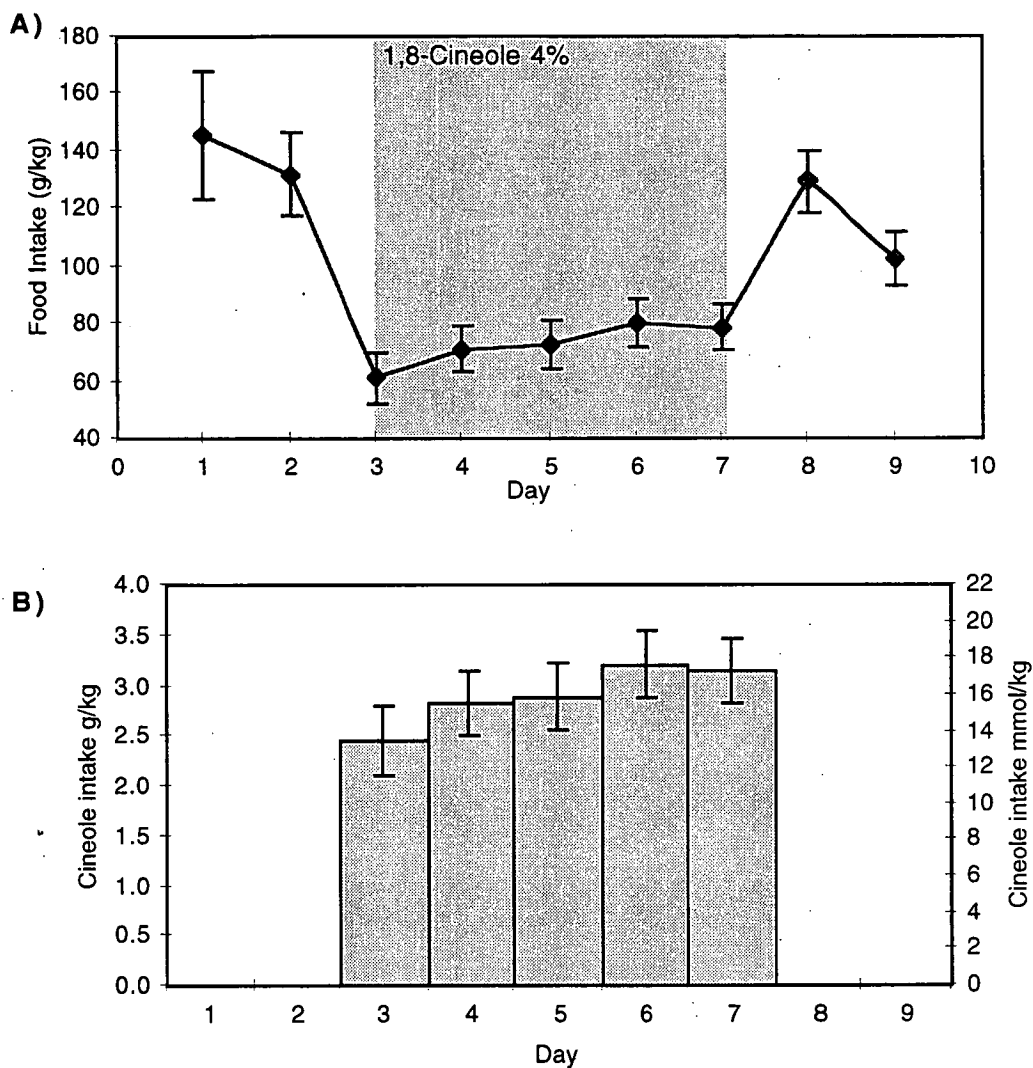 A)
1,8-Cineole 4%
Food Intake (g/kg)
180
160
140
120
100
80
60
40
0 1 2 3 4 5 6 7 8 9 10
Day
B)
Cineole intake g/kg
4.0
3.5
3.0
2.5
2.0
1.5
1.0
0.5
0.0
22
20
18
16
14
12
10
8
6
4
2
0
Cineole intake mmol/kg
1 2 3 4 5 6 7 8 9
Day